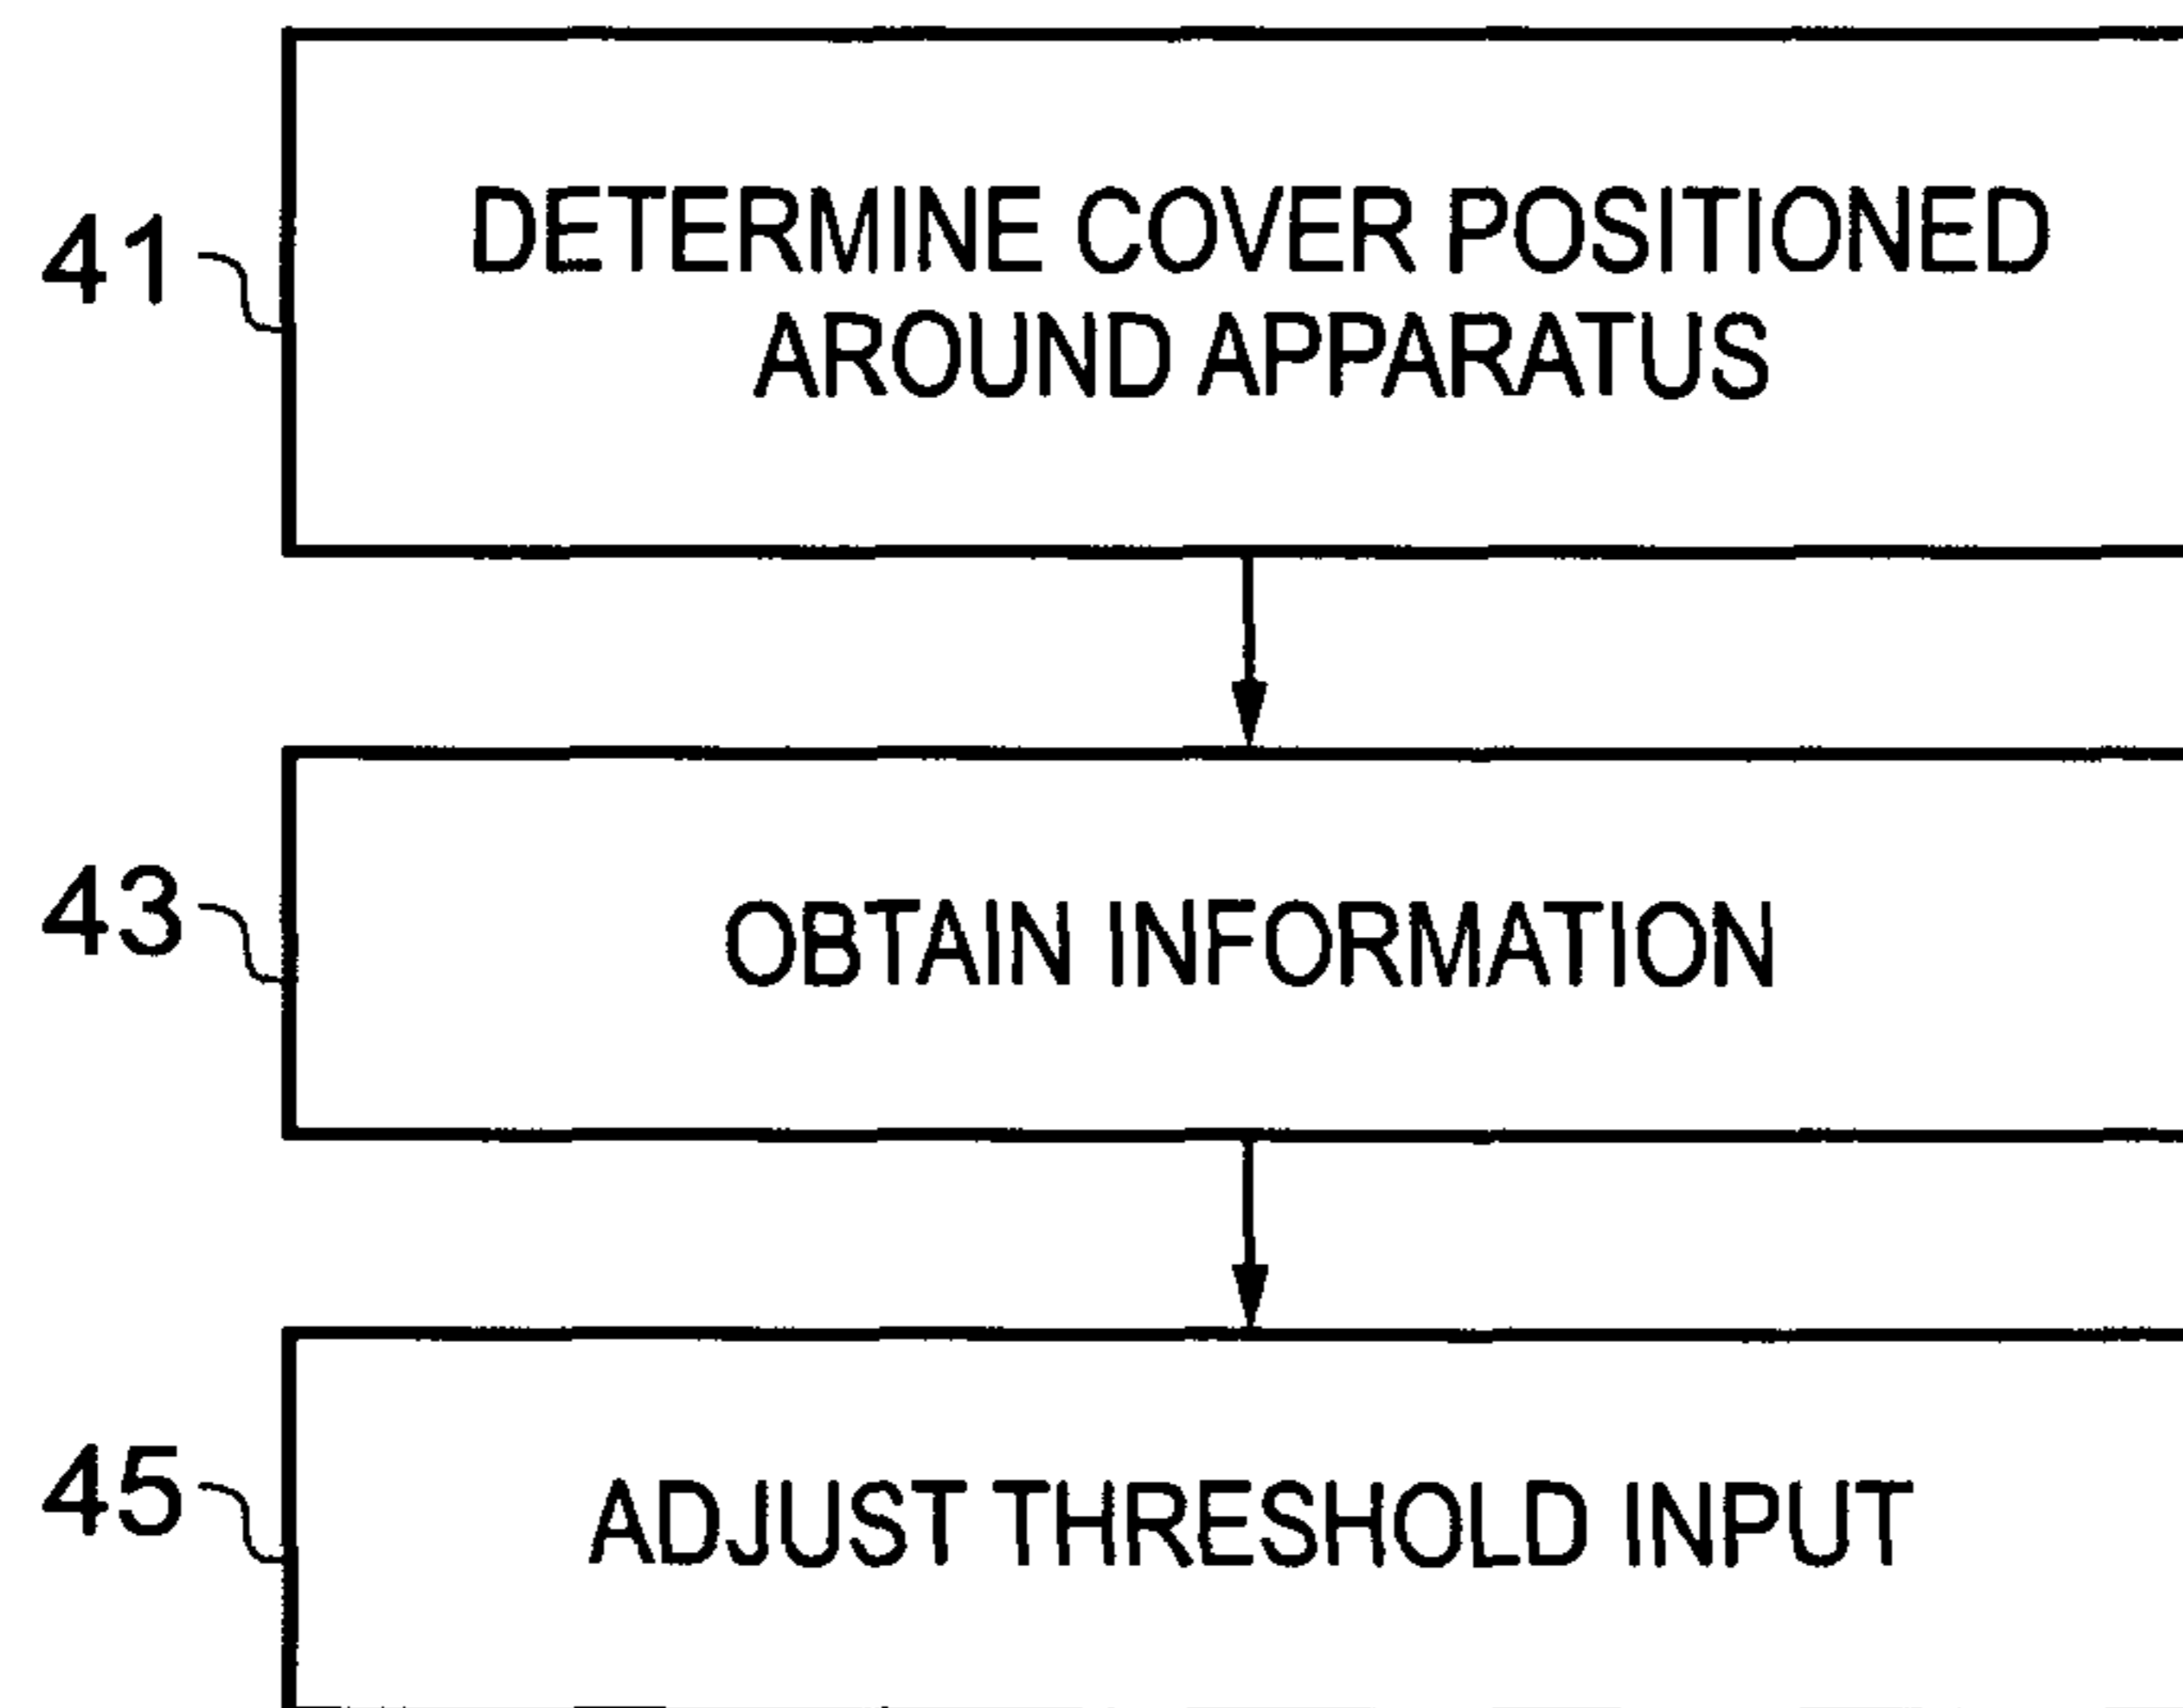 41
DETERMINE COVER POSITIONED
AROUND APPARATUS
43
OBTAIN INFORMATION
45
ADJUST THRESHOLD INPUT